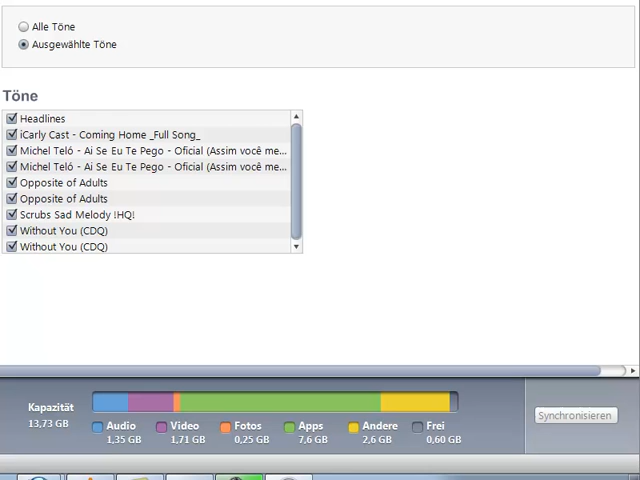 Alle Töne
Ausgewählte Töne
Töne
Headlines
iCarly Cast - Coming Home _Full Song_
Michel Teló - Ai Se Eu Te Pego - Oficial (Assim você me...
Michel Teló - Ai Se Eu Te Pego - Oficial (Assim você me...
Opposite of Adults
Opposite of Adults
Scrubs Sad Melody !HQ!
Without You (CDQ)
Without You (CDQ)
Kapazität
13,73 GB
Audio
1,35 GB
Video
1,71 GB
Fotos
0,25 GB
Apps
7,6 GB
Andere
2,6 GB
Frei
0,60 GB
Synchronisieren